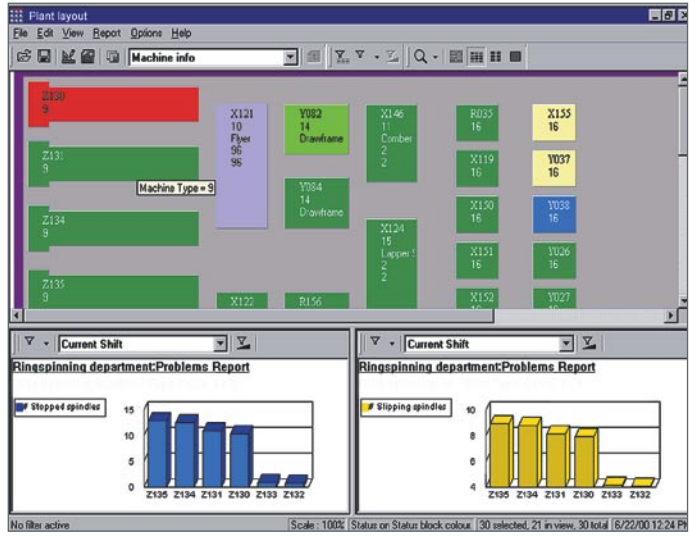 Plant layout
File Edit View Report Options Help
Machine info
Z130
9
Z131
9
Machine Type = 9
Z134
9
Z135
9
X121
10
Flyer
96
96
X122
Y082
14
Drawframe
Y084
14
Drawframe
R156
X146
11
Comber
2
2
X124
15
Lapper S
2
2
R035
16
X119
16
X150
16
X151
16
X152
16
X155
16
Y037
16
Y038
16
Y026
16
Y027
16
Current Shift
Ringspinning department:Problems Report
# Stopped spindles
15
10
5
0
Z135 Z134 Z131 Z130 Z133 Z132
Current Shift
Ringspinning department:Problems Report
# Slipping spindles
10
8
6
4
Z135 Z134 Z131 Z130 Z133 Z132
No filter active
Scale : 100% Status on Status block colour 30 selected, 21 in view, 30 total 6/22/00 12:24 PM